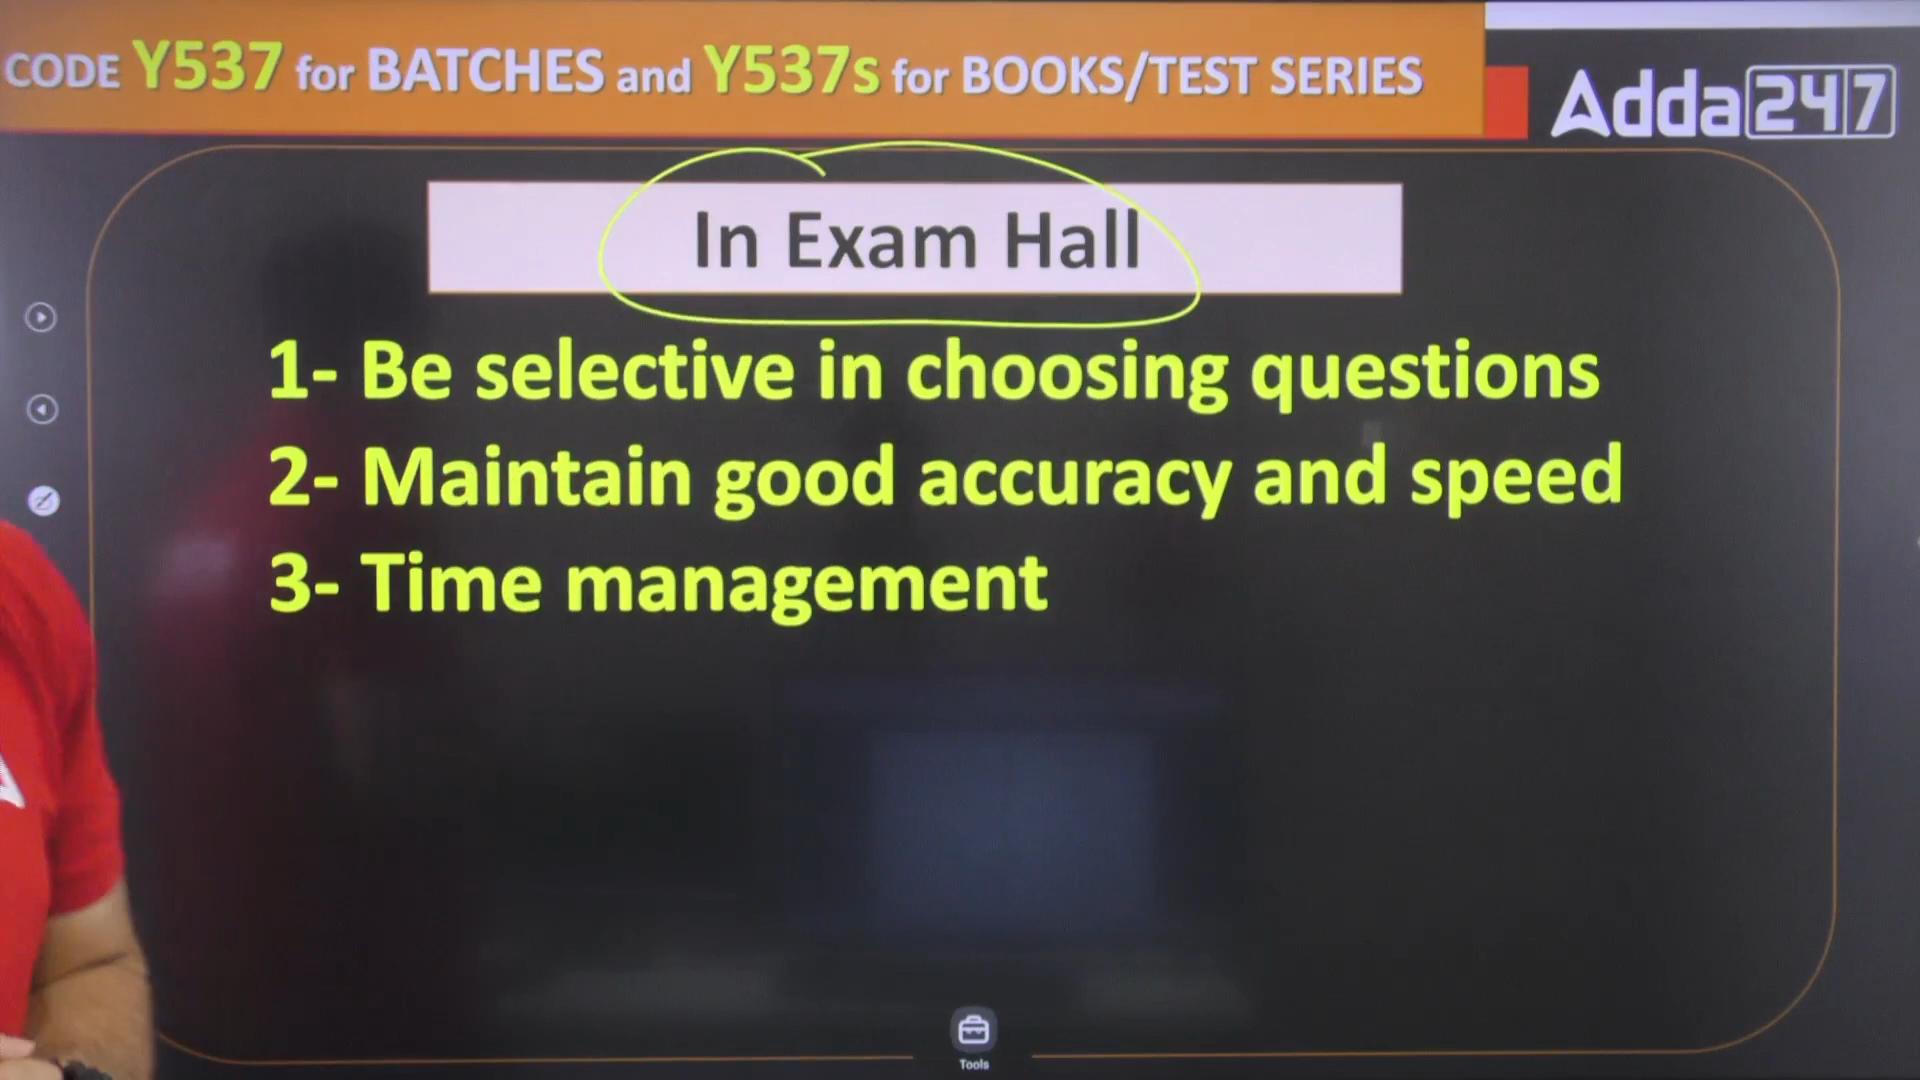 CODE Y537 for BATCHES and Y537s for BOOKS/TEST SERIES
Adda247
In Exam Hall
1- Be selective in choosing questions
2- Maintain good accuracy and speed
3- Time management
Tools